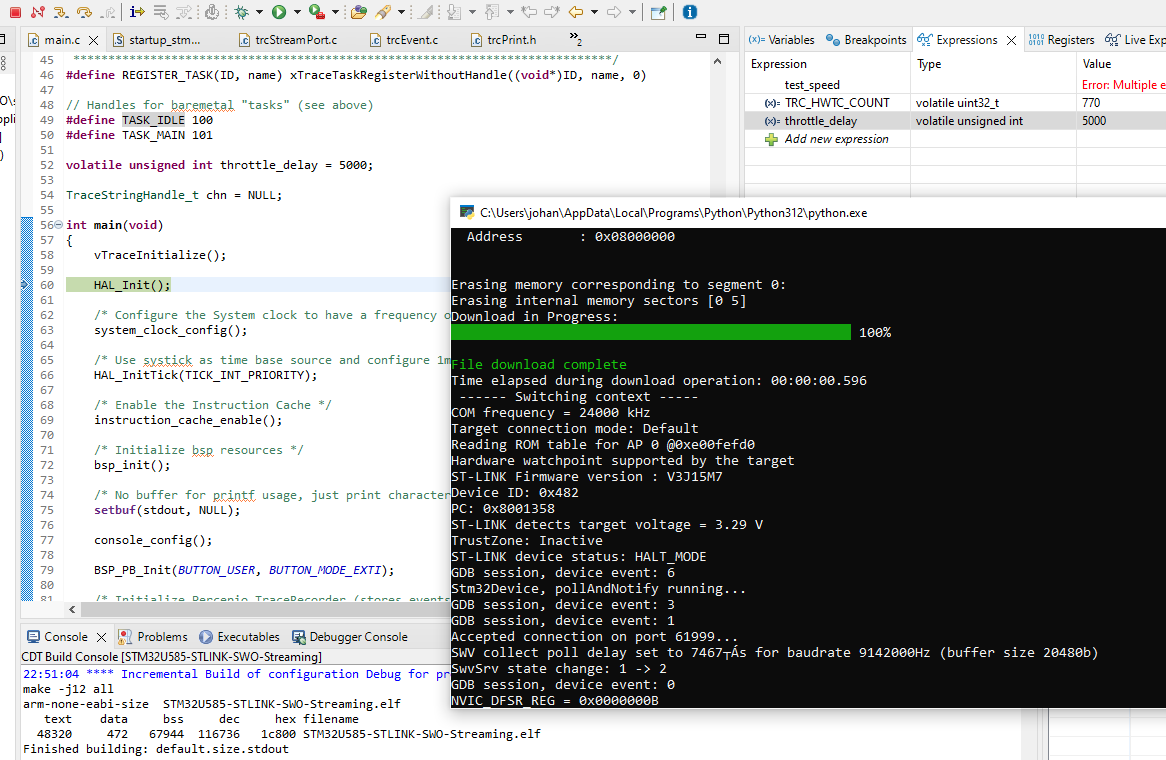 main.c
startup_stm...
trcStreamPort.c
trcEvent.c
trcPrint.h
»2
(x)= Variables
Breakpoints
Expressions
Registers
Live Exp
45 *****************************************************************************/
46 #define REGISTER_TASK(ID, name) xTraceTaskRegisterWithoutHandle((void*)ID, name, 0)
47
48 // Handles for baremetal "tasks" (see above)
49 #define TASK_IDLE 100
50 #define TASK_MAIN 101
51
52 volatile unsigned int throttle_delay = 5000;
53
54 TraceStringHandle_t chn = NULL;
55
56 int main(void)
57 {
58 vTraceInitialize();
59
60 HAL_Init();
61
62 /* Configure the System clock to have a frequency o
63 system_clock_config();
64
65 /* Use systick as time base source and configure 1m
66 HAL_InitTick(TICK_INT_PRIORITY);
67
68 /* Enable the Instruction Cache */
69 instruction_cache_enable();
70
71 /* Initialize bsp resources */
72 bsp_init();
73
74 /* No buffer for printf usage, just print character
75 setbuf(stdout, NULL);
76
77 console_config();
78
79 BSP_PB_Init(BUTTON_USER, BUTTON_MODE_EXTI);
80
81 /* Initialize Percepio TraceRecorder (stores events
Expression Type Value
test_speed Error: Multiple e
(x)= TRC_HWTC_COUNT volatile uint32_t 770
(x)= throttle_delay volatile unsigned int 5000
Add new expression
C:\Users\johan\AppData\Local\Programs\Python\Python312\python.exe
Address : 0x08000000
Erasing memory corresponding to segment 0:
Erasing internal memory sectors [0 5]
Download in Progress:
100%
File download complete
Time elapsed during download operation: 00:00:00.596
------ Switching context -----
COM frequency = 24000 kHz
Target connection mode: Default
Reading ROM table for AP 0 @0xe00fefd0
Hardware watchpoint supported by the target
ST-LINK Firmware version : V3J15M7
Device ID: 0x482
PC: 0x8001358
ST-LINK detects target voltage = 3.29 V
TrustZone: Inactive
ST-LINK device status: HALT_MODE
GDB session, device event: 6
Stm32Device, pollAndNotify running...
GDB session, device event: 3
GDB session, device event: 1
Accepted connection on port 61999...
SWV collect poll delay set to 7467┬Ás for baudrate 9142000Hz (buffer size 20480b)
SwvSrv state change: 1 -> 2
GDB session, device event: 0
NVIC_DFSR_REG = 0x0000000B
Console
Problems
Executables
Debugger Console
CDT Build Console [STM32U585-STLINK-SWO-Streaming]
22:51:04 **** Incremental Build of configuration Debug for pr
make -j12 all
arm-none-eabi-size STM32U585-STLINK-SWO-Streaming.elf
text data bss dec hex filename
48320 472 67944 116736 1c800 STM32U585-STLINK-SWO-Streaming.elf
Finished building: default.size.stdout